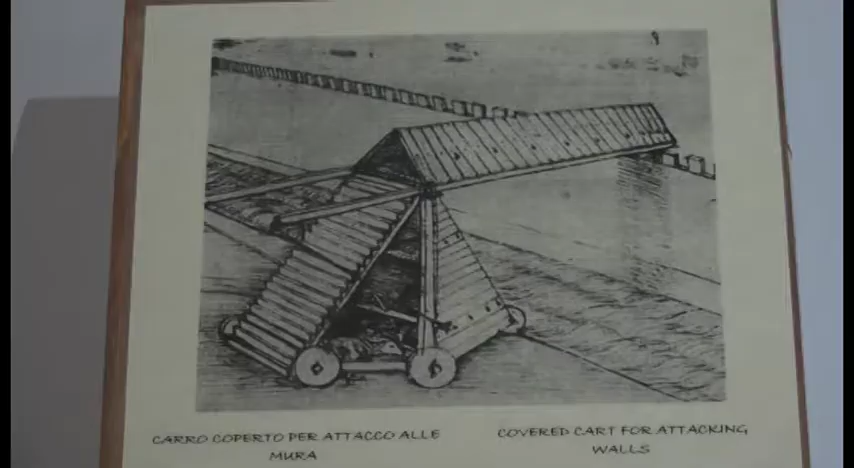 CARRO COPERTO PER ATTACCO ALLE
MURA
COVERED CART FOR ATTACKING
WALLS